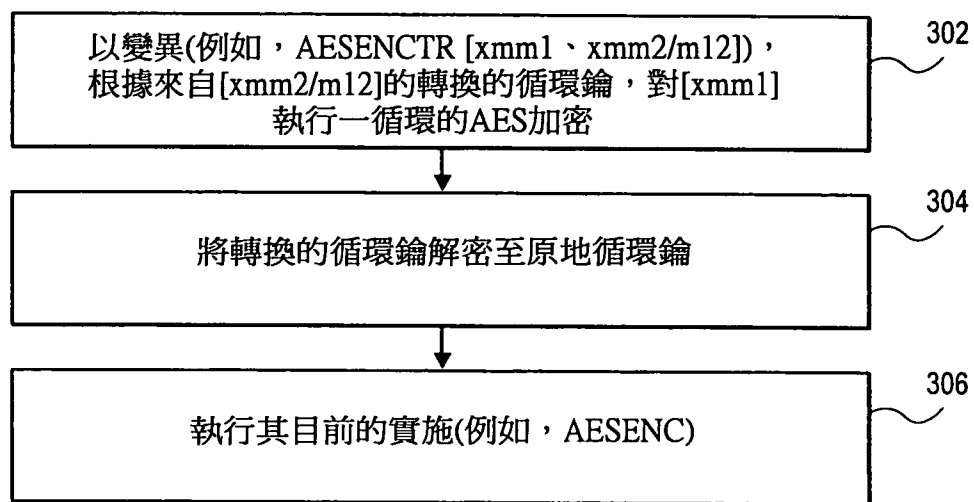 以變異(例如,AESENCTR [xmm1、xmm2/m12]),
根據來自[xmm2/m12]的轉換的循環鑰,對[xmm1]
執行一循環的AES加密
302
將轉換的循環鑰解密至原地循環鑰
304
執行其目前的實施(例如,AESENC)
306